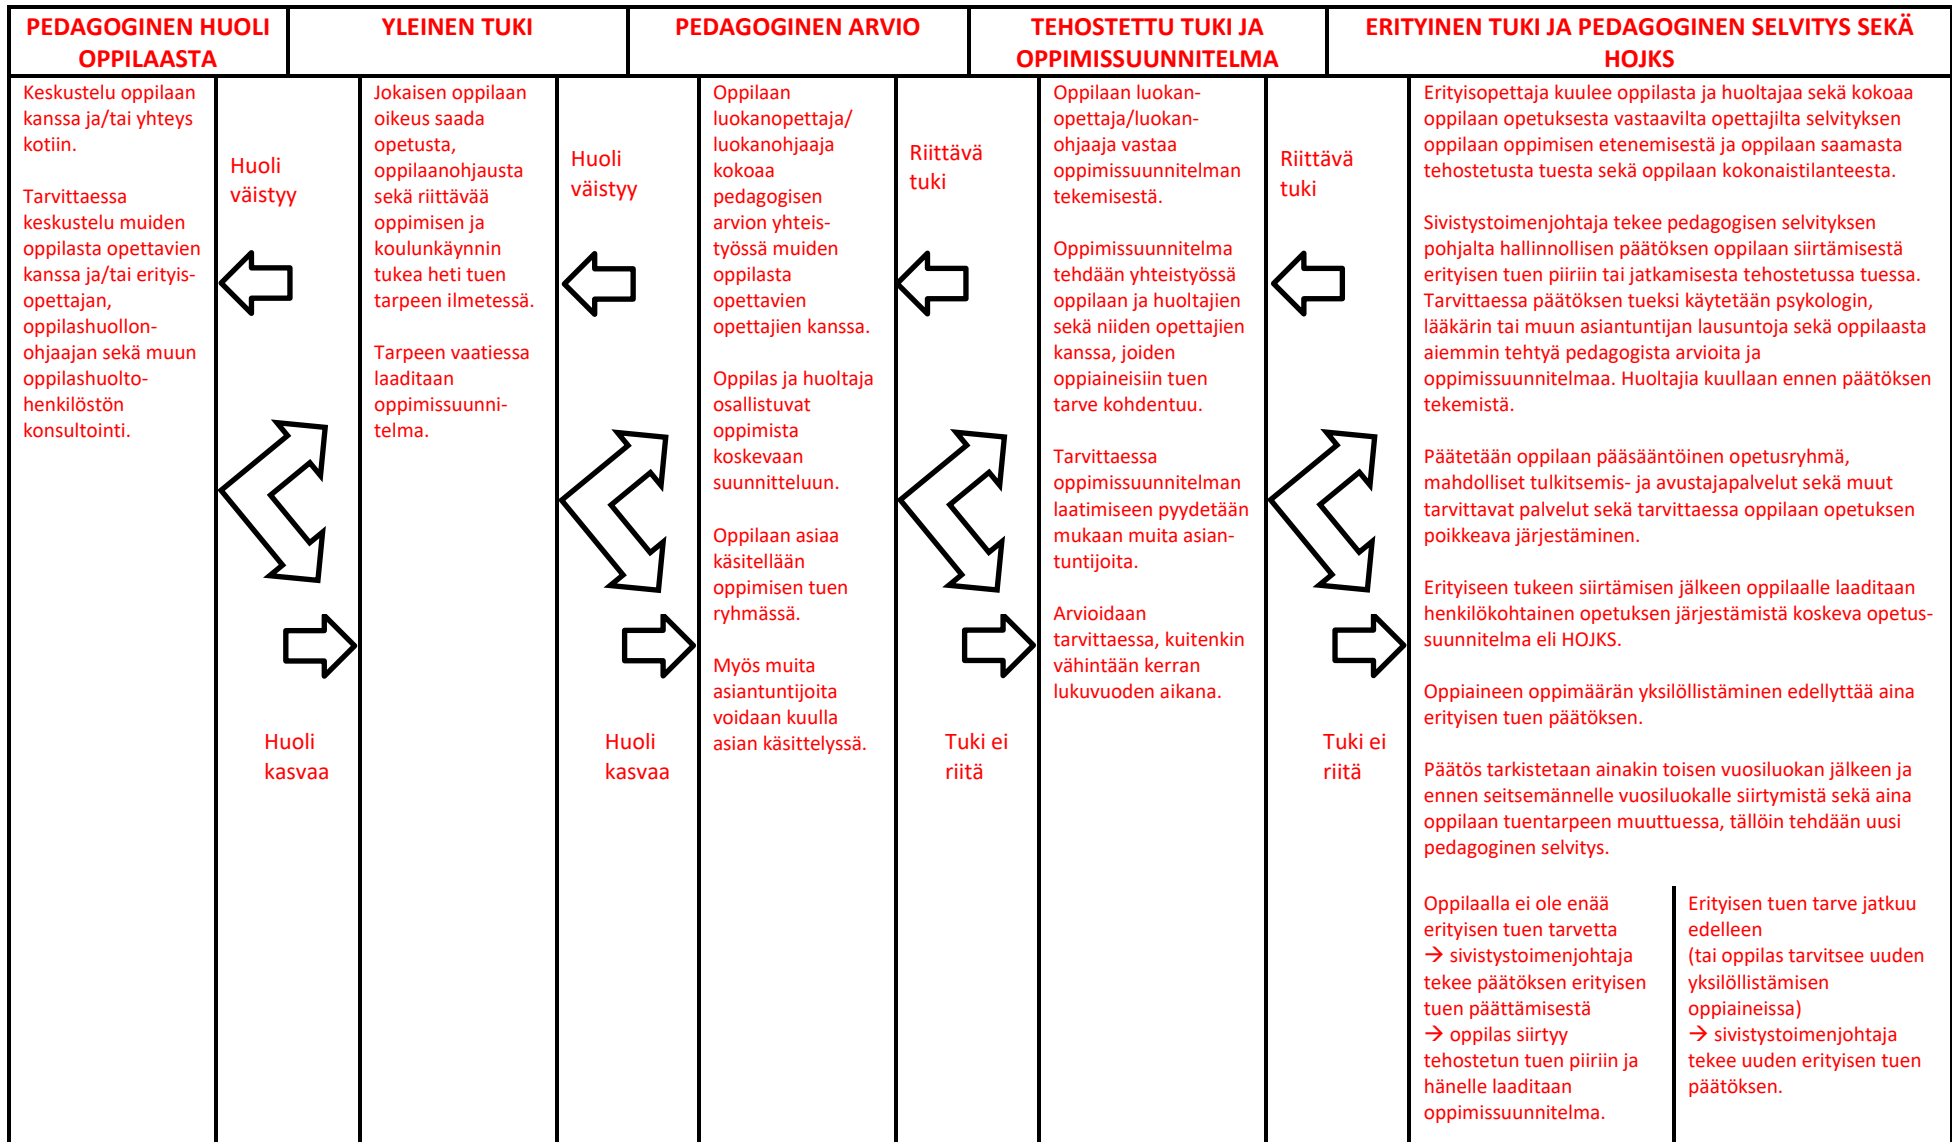 PEDAGOGINEN HUOLI
OPPILAASTA
YLEINEN TUKI
PEDAGOGINEN ARVIO
TEHOSTETTU TUKI JA
OPPIMISSUUNNITELMA
ERITYINEN TUKI JA PEDAGOGINEN SELVITYS SEKÄ
HOJKS
Keskustelu oppilaan
kanssa ja/tai yhteys
kotiin.
Tarvittaessa
keskustelu muiden
oppilasta opettavien
kanssa ja/tai erityis-
opettajan,
oppilashuollon-
ohjaajan sekä muun
oppilashuolto-
henkilöstön
konsultointi.
Huoli
väistyy
Huoli
kasvaa
Jokaisen oppilaan
oikeus saada
opetusta,
oppilaanohjausta
sekä riittävää
oppimisen ja
koulunkäynnin
tukea heti tuen
tarpeen ilmetessä.
Tarpeen vaatiessa
laaditaan
oppimissuunni-
telma.
Huoli
väistyy
Huoli
kasvaa
Oppilaan
luokanopettaja/
luokanohjaaja
kokoaa
pedagogisen
arvion yhteis-
työssä muiden
oppilasta
opettavien
opettajien kanssa.
Oppilas ja huoltaja
osallistuvat
oppimista
koskevaan
suunnitteluun.
Oppilaan asiaa
käsitellään
oppimisen tuen
ryhmässä.
Myös muita
asiantuntijoita
voidaan kuulla
asian käsittelyssä.
Riittävä
tuki
Tuki ei
riitä
Oppilaan luokan-
opettaja/luokan-
ohjaaja vastaa
oppimissuunnitelman
tekemisestä.
Oppimissuunnitelma
tehdään yhteistyössä
oppilaan ja huoltajien
sekä niiden opettajien
kanssa, joiden
oppiaineisiin tuen
tarve kohdentuu.
Tarvittaessa
oppimissuunnitelman
laatimiseen pyydetään
mukaan muita asian-
tuntijoita.
Arvioidaan
tarvittaessa, kuitenkin
vähintään kerran
lukuvuoden aikana.
Riittävä
tuki
Tuki ei
riitä
Erityisopettaja kuulee oppilasta ja huoltajaa sekä kokoaa
oppilaan opetuksesta vastaavilta opettajilta selvityksen
oppilaan oppimisen etenemisestä ja oppilaan saamasta
tehostetusta tuesta sekä oppilaan kokonaistilanteesta.
Sivistystoimenjohtaja tekee pedagogisen selvityksen
pohjalta hallinnollisen päätöksen oppilaan siirtämisestä
erityisen tuen piiriin tai jatkamisesta tehostetussa tuessa.
Tarvittaessa päätöksen tueksi käytetään psykologin,
lääkärin tai muun asiantuntijan lausuntoja sekä oppilaasta
aiemmin tehtyä pedagogista arvioita ja
oppimissuunnitelmaa. Huoltajia kuullaan ennen päätöksen
tekemistä.
Päätetään oppilaan pääsääntöinen opetusryhmä,
mahdolliset tulkitsemis- ja avustajapalvelut sekä muut
tarvittavat palvelut sekä tarvittaessa oppilaan opetuksen
poikkeava järjestäminen.
Erityiseen tukeen siirtämisen jälkeen oppilaalle laaditaan
henkilökohtainen opetuksen järjestämistä koskeva opetus-
suunnitelma eli HOJKS.
Oppiaineen oppimäärän yksilöllistäminen edellyttää aina
erityisen tuen päätöksen.
Päätös tarkistetaan ainakin toisen vuosiluokan jälkeen ja
ennen seitsemännelle vuosiluokalle siirtymistä sekä aina
oppilaan tuentarpeen muuttuessa, tällöin tehdään uusi
pedagoginen selvitys.
Oppilaalla ei ole enää
erityisen tuen tarvetta
→ sivistystoimenjohtaja
tekee päätöksen erityisen
tuen päättämisestä
→ oppilas siirtyy
tehostetun tuen piiriin ja
hänelle laaditaan
oppimissuunnitelma.
Erityisen tuen tarve jatkuu
edelleen
(tai oppilas tarvitsee uuden
yksilöllistämisen
oppiaineissa)
→ sivistystoimenjohtaja
tekee uuden erityisen tuen
päätöksen.